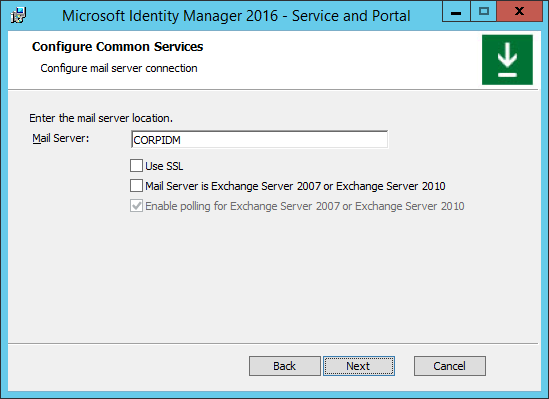 Microsoft Identity Manager 2016 - Service and Portal
Configure Common Services
Configure mail server connection
Enter the mail server location.
Mail Server: CORPIDM
Use SSL
Mail Server is Exchange Server 2007 or Exchange Server 2010
Enable polling for Exchange Server 2007 or Exchange Server 2010
Back Next Cancel